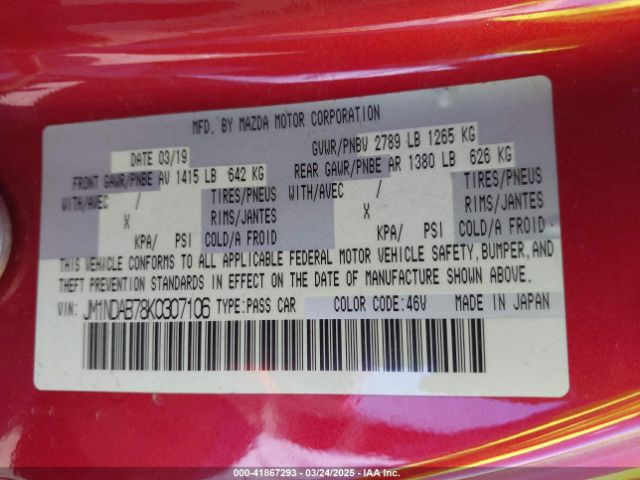 MFD. BY MAZDA MOTOR CORPORATION
DATE 03/19 GVWR/PNBV 2789 LB 1265 KG
FRONT GAWR/PNBE AV 1415 LB 642 KG REAR GAWR/PNBE AR 1380 LB 626 KG
WITH/AVEC / TIRES/PNEUS WITH/AVEC / TIRES/PNEUS
X RIMS/JANTES X RIMS/JANTES
KPA/ PSI COLD/A FROID KPA/ PSI COLD/A FROID
THIS VEHICLE CONFORMS TO ALL APPLICABLE FEDERAL MOTOR VEHICLE SAFETY, BUMPER, AND
THEFT PREVENTION STANDARDS IN EFFECT ON THE DATE OF MANUFACTURE SHOWN ABOVE.
VIN: JM1NDAB78K0307106 TYPE:PASS CAR COLOR CODE:46V MADE IN JAPAN
000-41867293 - 03/24/2025 - IAA Inc.